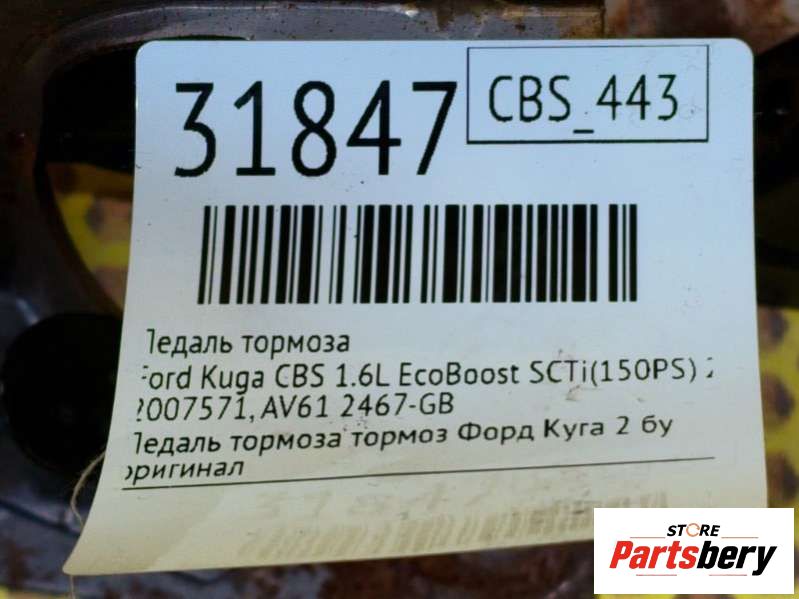 31847
CBS_443
Педаль тормоза
Ford Kuga CBS 1.6L EcoBoost SCTi(150PS)
2007571, AV61 2467-GB
Педаль тормоза тормоз Форд Куга 2 бу
оригинал
STORE
Partsbery